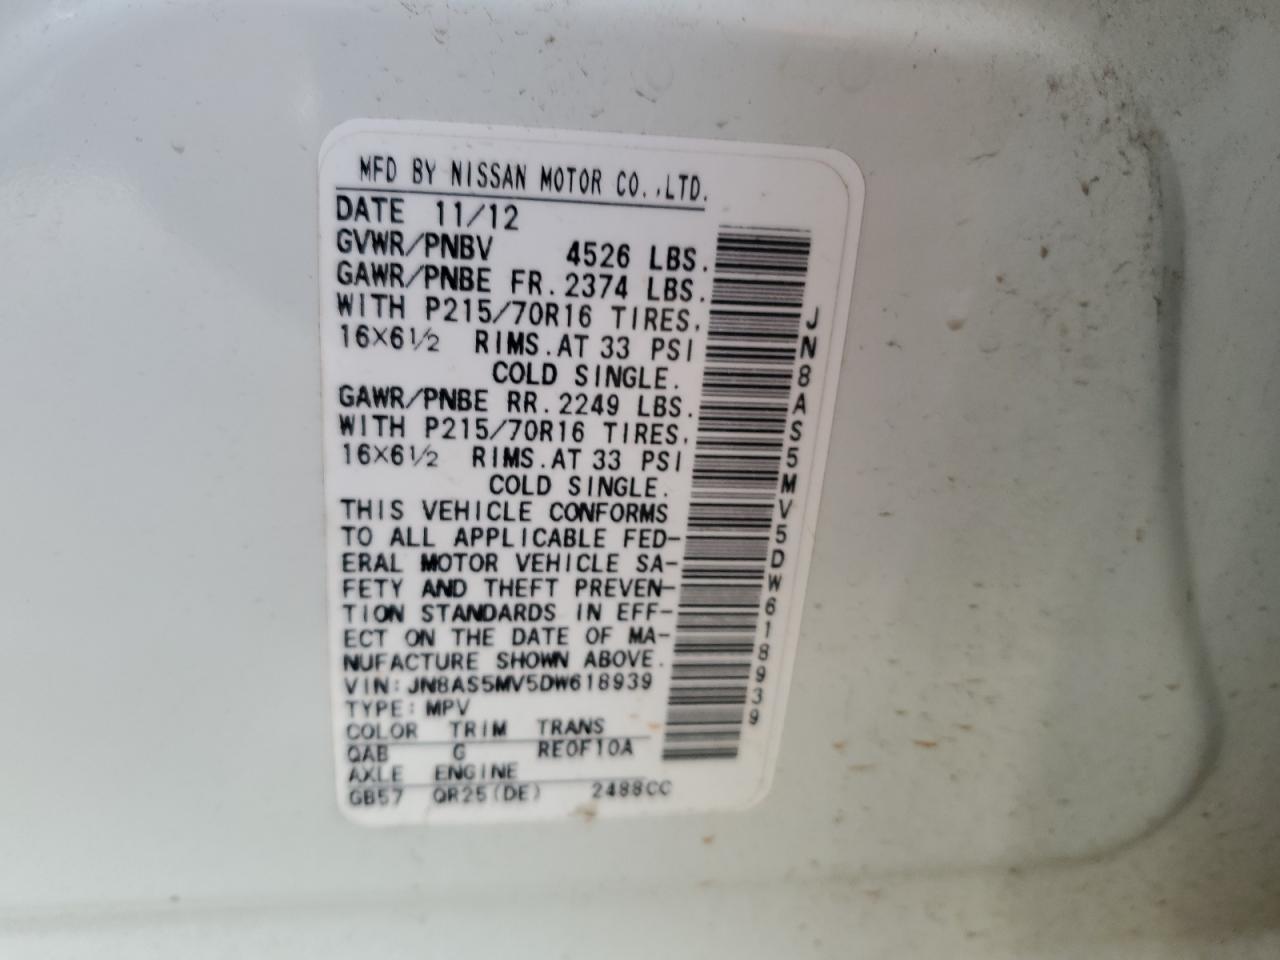 MFD BY NISSAN MOTOR CO.,LTD.
DATE 11/12
GVWR/PNBV 4526 LBS.
GAWR/PNBE FR.2374 LBS.
WITH P215/70R16 TIRES,
16×6½ RIMS.AT 33 PSI
COLD SINGLE.
GAWR/PNBE RR.2249 LBS.
WITH P215/70R16 TIRES,
16×6½ RIMS.AT 33 PSI
COLD SINGLE.
THIS VEHICLE CONFORMS
TO ALL APPLICABLE FED-
ERAL MOTOR VEHICLE SA-
FETY AND THEFT PREVEN-
TION STANDARDS IN EFF-
ECT ON THE DATE OF MA-
NUFACTURE SHOWN ABOVE.
VIN: JN8AS5MV5DW618939
TYPE: MPV
COLOR TRIM TRANS
QAB G RE0F10A
AXLE ENGINE
GB57 QR25(DE) 2488CC
JN8AS5MV5DW618939